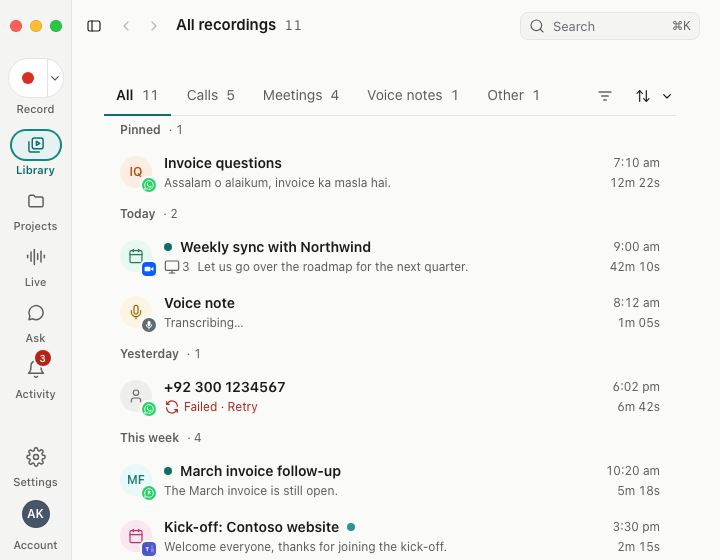 All recordings 11
Search ⌘K
Record
Library
Projects
Live
Ask
3
Activity
Settings
AK
Account
All 11 Calls 5 Meetings 4 Voice notes 1 Other 1
Pinned · 1
IQ Invoice questions 7:10 am
Assalam o alaikum, invoice ka masla hai. 12m 22s
Today · 2
Weekly sync with Northwind 9:00 am
3 Let us go over the roadmap for the next quarter. 42m 10s
Voice note 8:12 am
Transcribing… 1m 05s
Yesterday · 1
+92 300 1234567 6:02 pm
Failed · Retry 6m 42s
This week · 4
MF March invoice follow-up 10:20 am
The March invoice is still open. 5m 18s
Kick-off: Contoso website 3:30 pm
Welcome everyone, thanks for joining the kick-off. 2m 15s